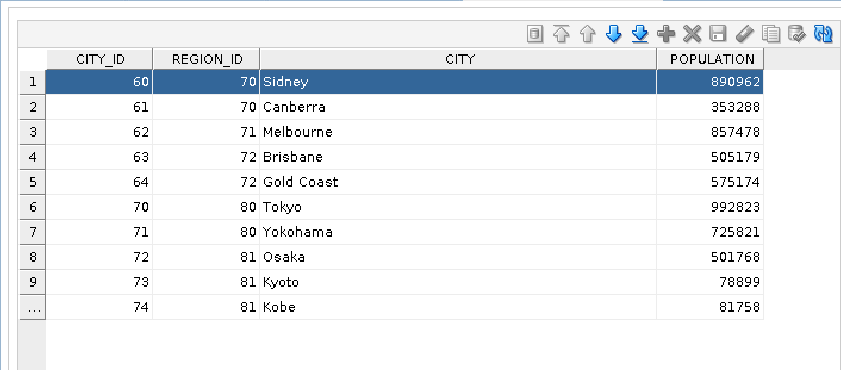 CITY_ID REGION_ID CITY POPULATION
1 60 70 Sidney 890962
2 61 70 Canberra 353288
3 62 71 Melbourne 857478
4 63 72 Brisbane 505179
5 64 72 Gold Coast 575174
6 70 80 Tokyo 992823
7 71 80 Yokohama 725821
8 72 81 Osaka 501768
9 73 81 Kyoto 78899
... 74 81 Kobe 81758